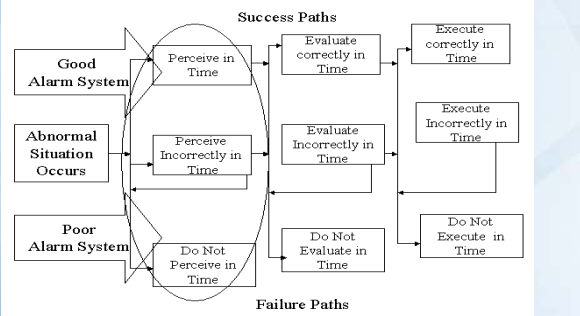 Success Paths
Good
Alarm System
Perceive in
Time
Evaluate
correctly in
Time
Execute
correctly in
Time
Abnormal
Situation
Occurs
Perceive
Incorrectly in
Time
Evaluate
Incorrectly in
Time
Execute
Incorrectly in
Time
Poor
Alarm System
Do Not
Perceive in
Time
Do Not
Evaluate in
Time
Do Not
Execute in
Time
Failure Paths